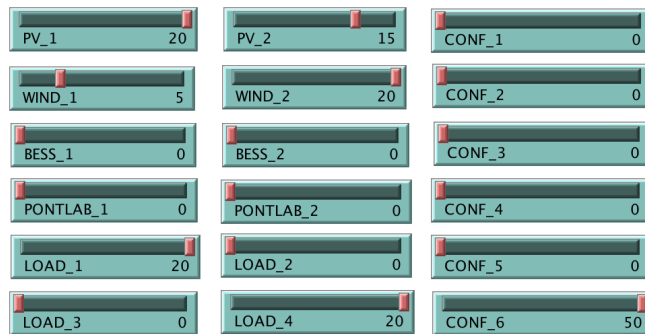 PV_1 20 PV_2 15 CONF_1 0
WIND_1 5 WIND_2 20 CONF_2 0
BESS_1 0 BESS_2 0 CONF_3 0
PONTLAB_1 0 PONTLAB_2 0 CONF_4 0
LOAD_1 20 LOAD_2 0 CONF_5 0
LOAD_3 0 LOAD_4 20 CONF_6 50